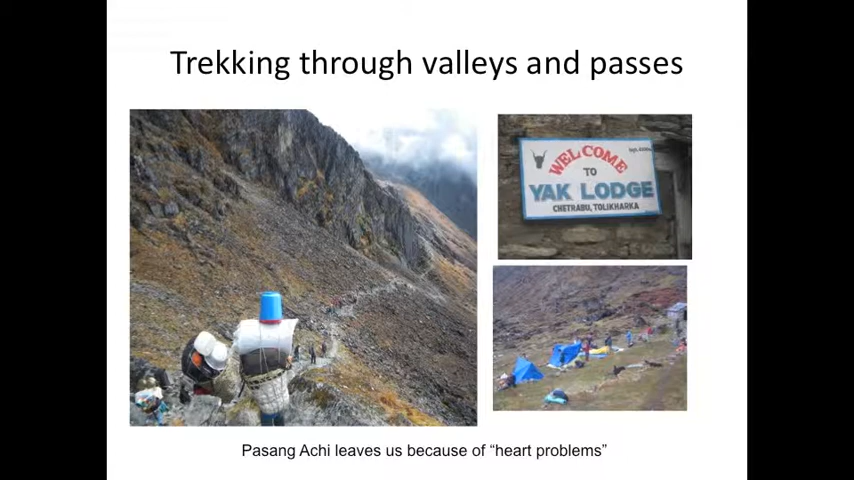 Trekking through valleys and passes
WELCOME
TO
YAK LODGE
CHETRABU, TOLIKHARKA
Pasang Achi leaves us because of “heart problems”